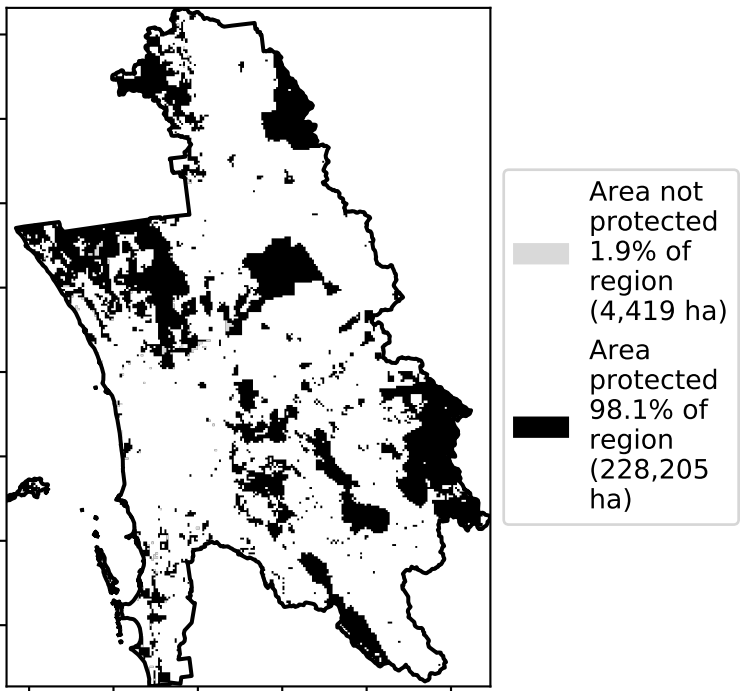 Area not
protected
1.9% of
region
(4,419 ha)
Area
protected
98.1% of
region
(228,205
ha)